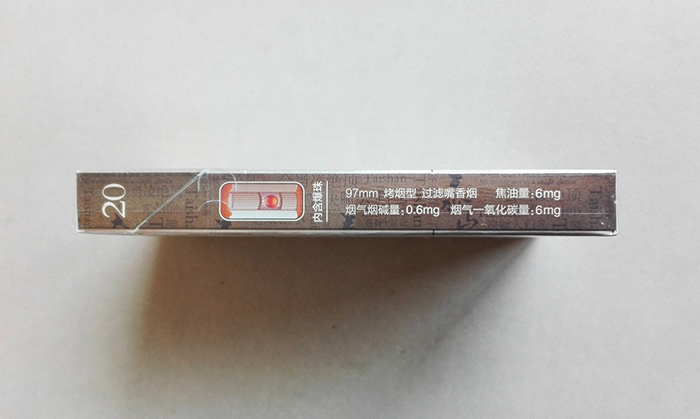 20
内含爆珠
97mm 烤烟型 过滤嘴香烟 焦油量:6mg
烟气烟碱量:0.6mg 烟气一氧化碳量:6mg
Taishan